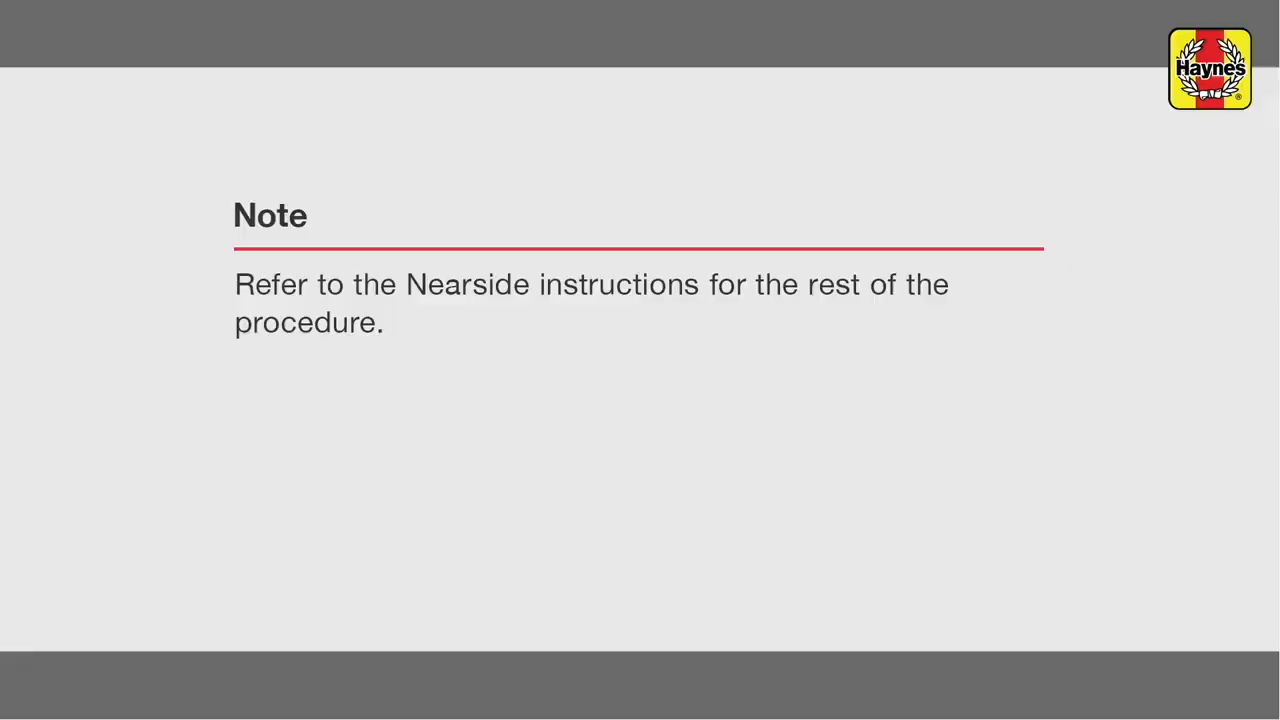 Haynes
®
Note
Refer to the Nearside instructions for the rest of the
procedure.